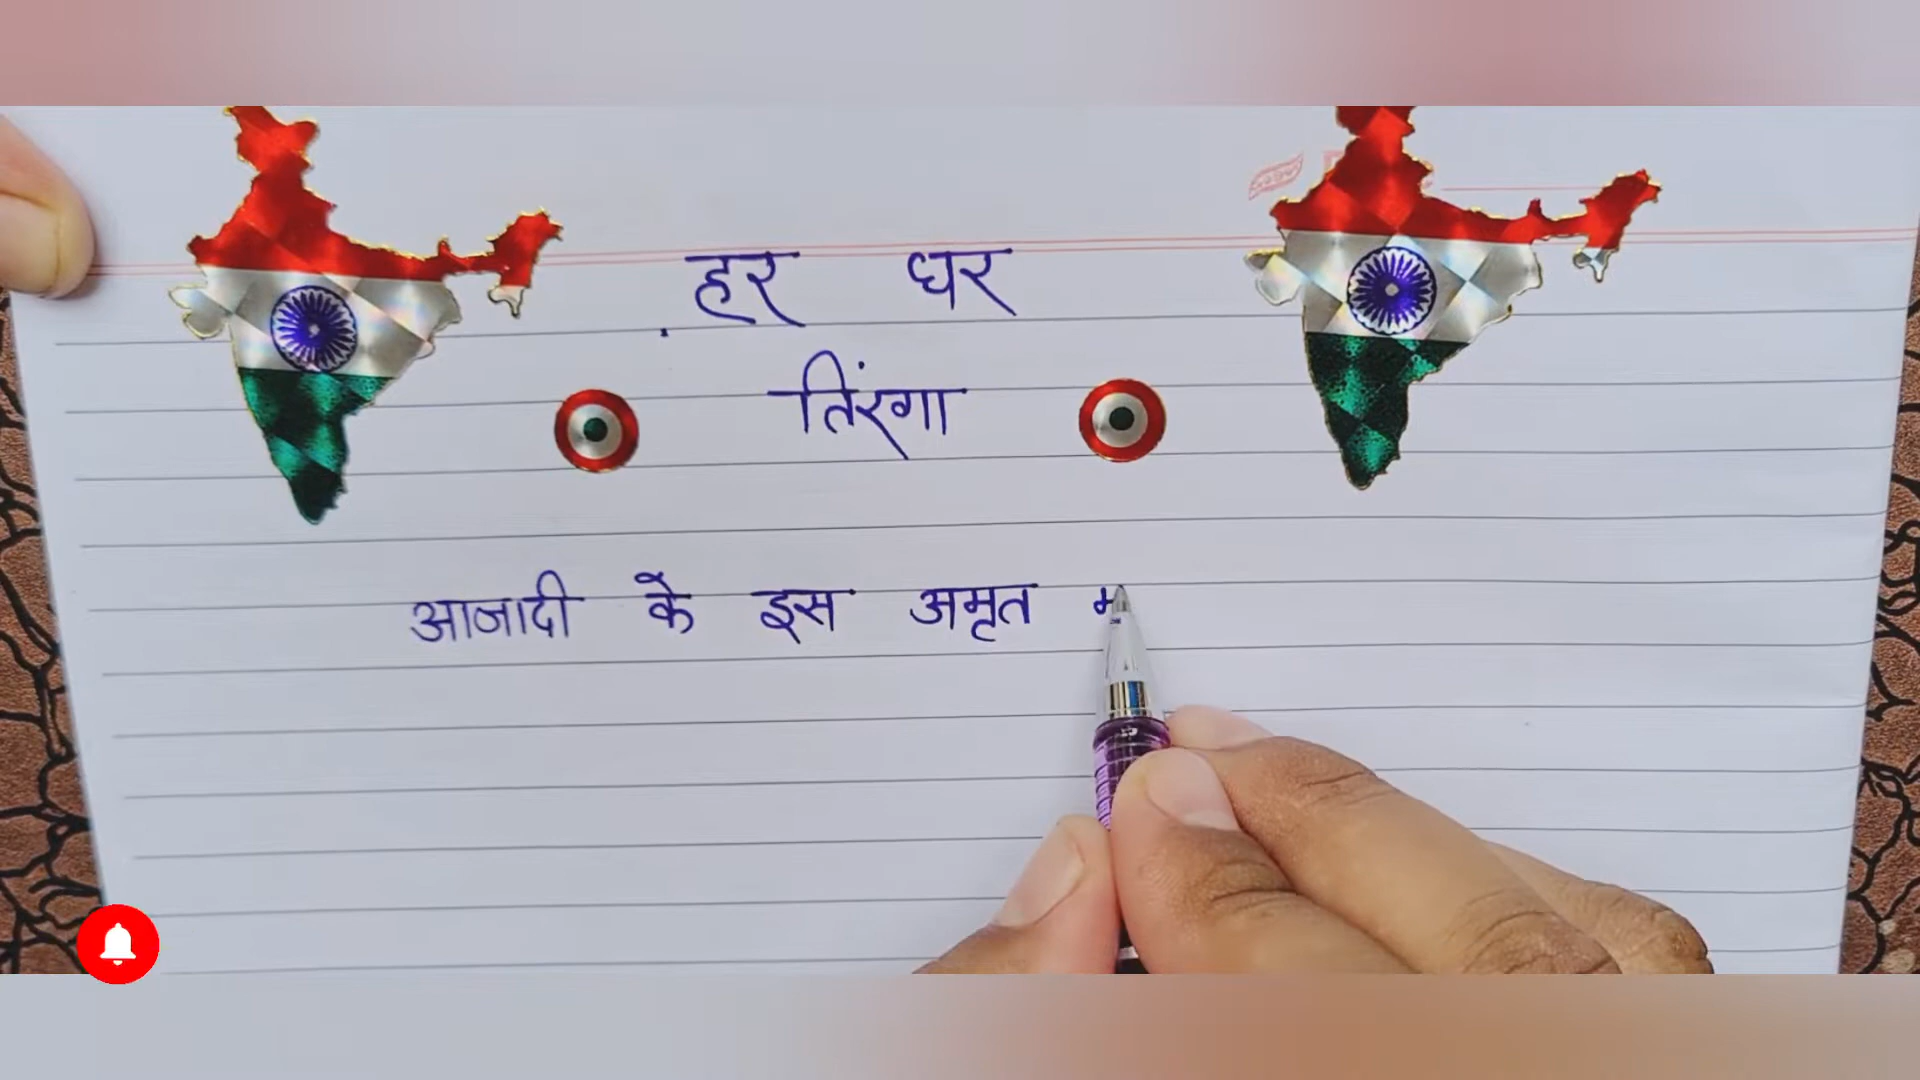 हर घर
तिरंगा
आजादी के इस अमृत म